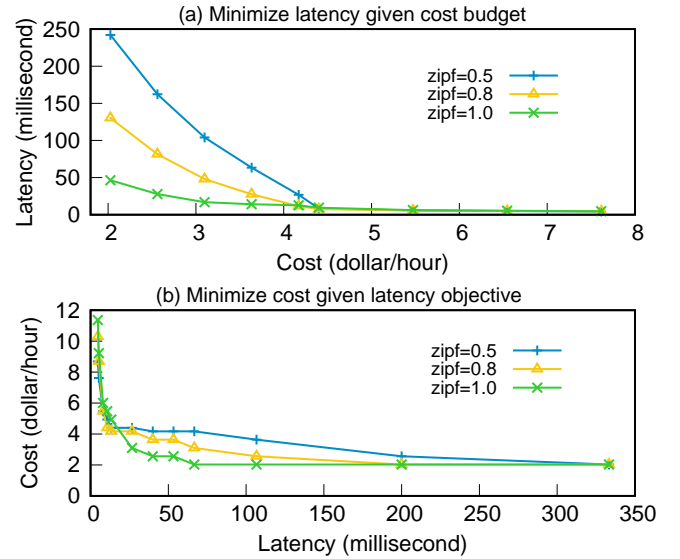 (a) Minimize latency given cost budget
250
200
150
100
50
0
Latency (millisecond)
zipf=0.5
zipf=0.8
zipf=1.0
2 3 4 5 6 7 8
Cost (dollar/hour)
(b) Minimize cost given latency objective
12
10
8
6
4
2
0
Cost (dollar/hour)
zipf=0.5
zipf=0.8
zipf=1.0
0 50 100 150 200 250 300 350
Latency (millisecond)